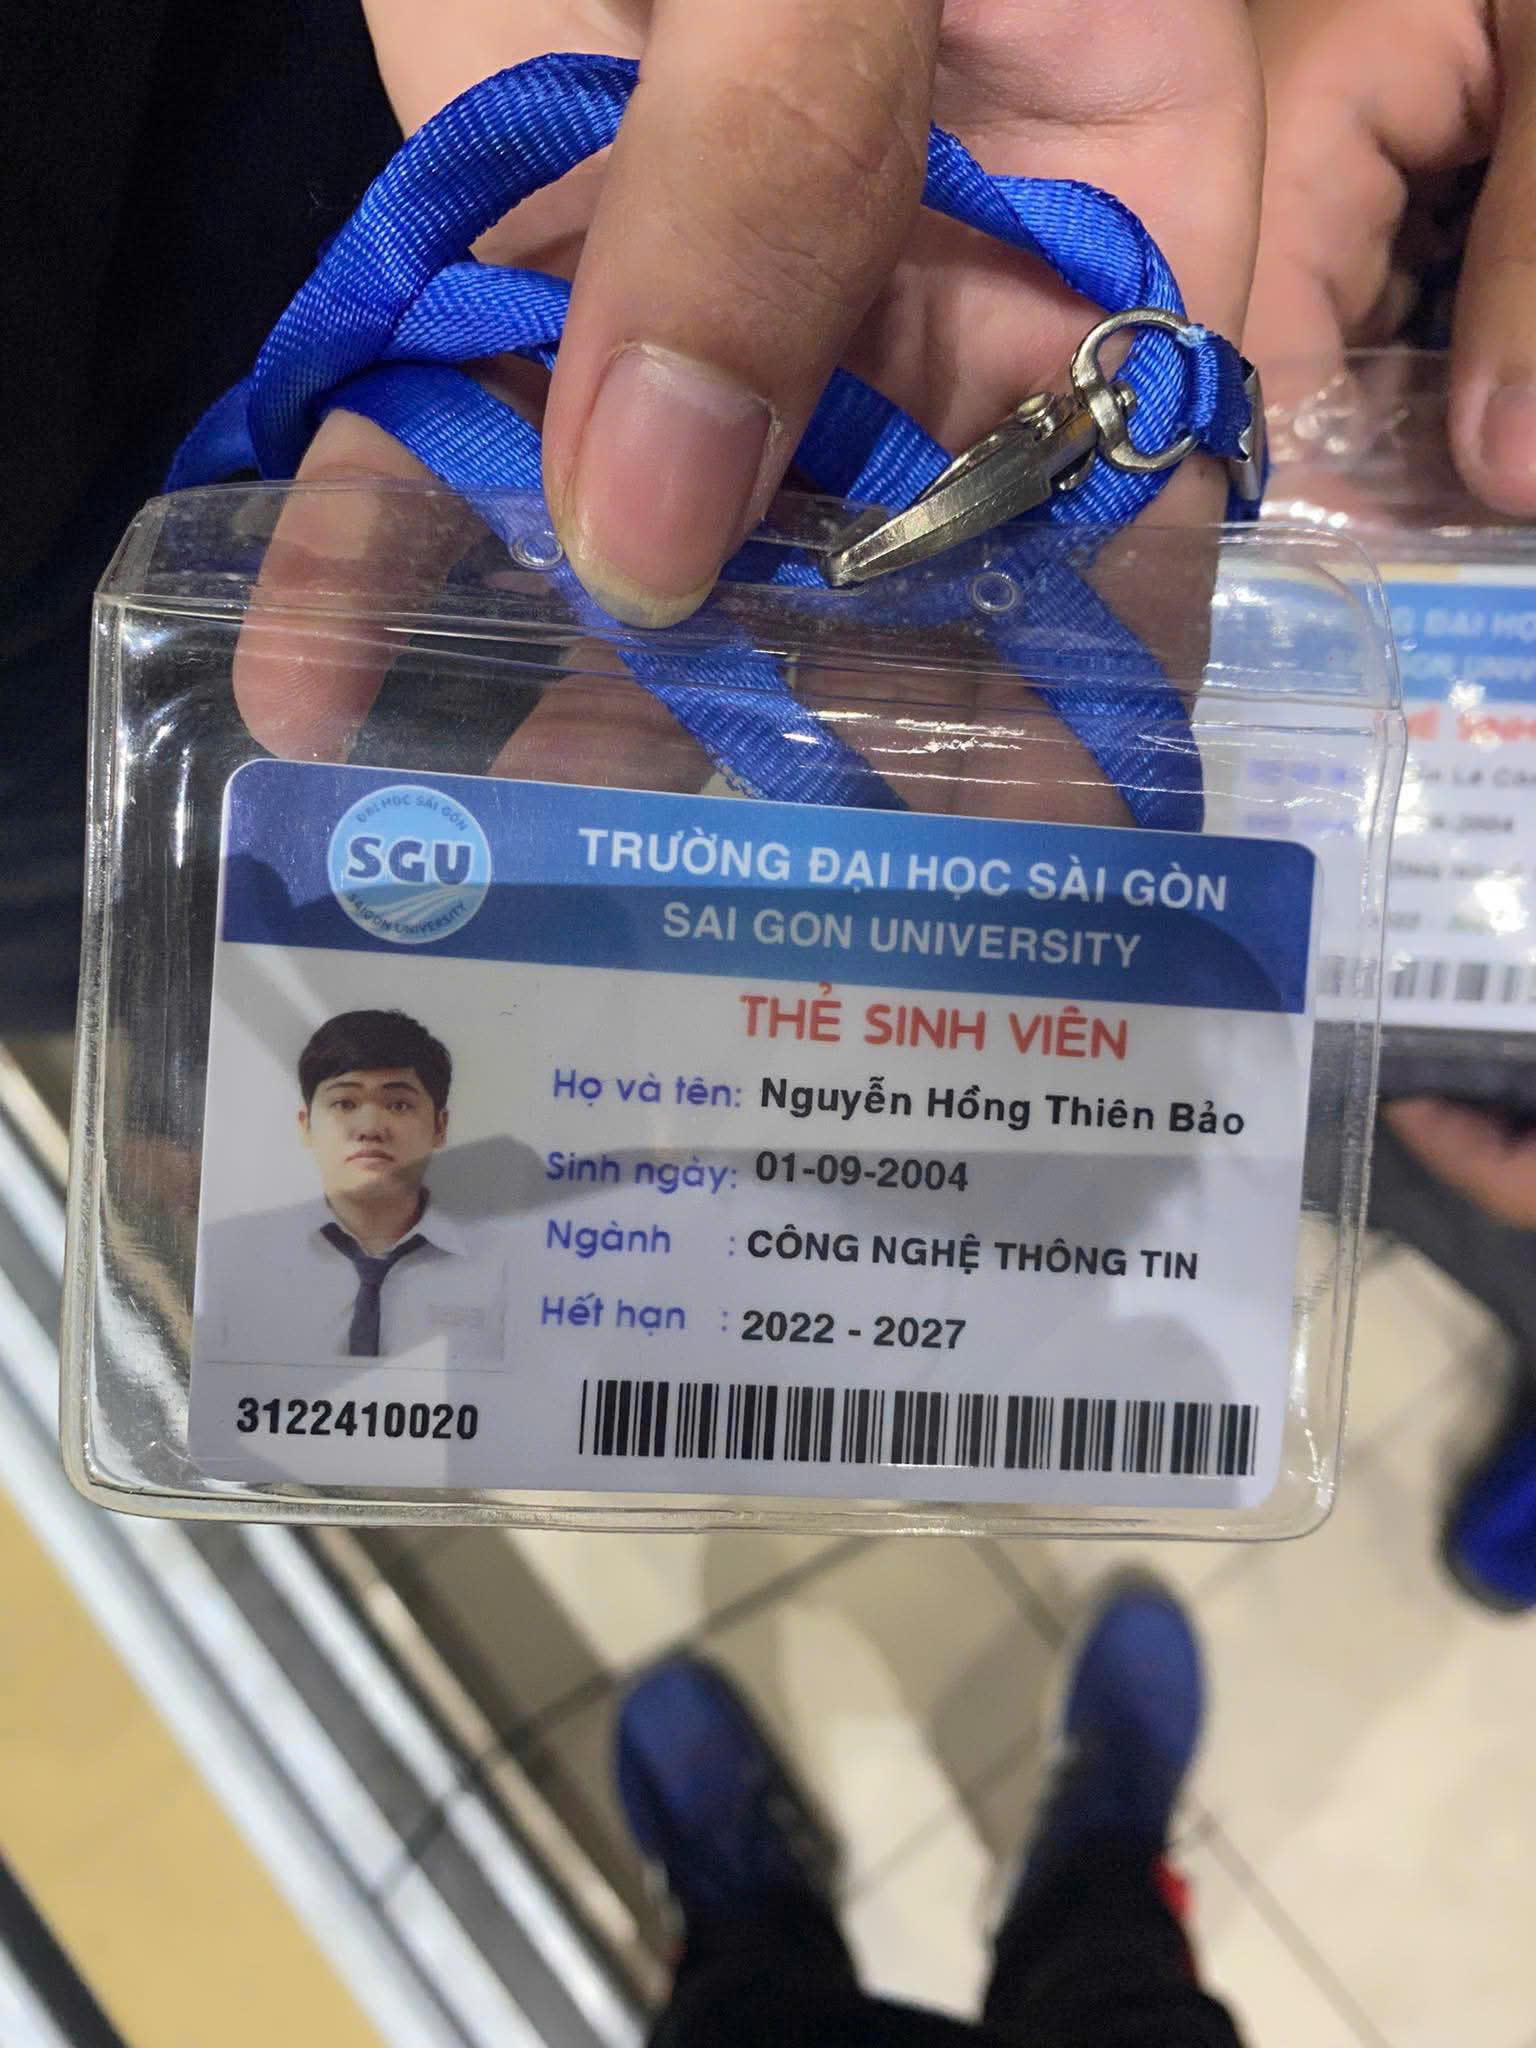 ĐẠI HỌC SÀI GÒN
SGU
SAIGON UNIVERSITY
TRƯỜNG ĐẠI HỌC SÀI GÒN
SAI GON UNIVERSITY
THẺ SINH VIÊN
Họ và tên: Nguyễn Hồng Thiên Bảo
Sinh ngày: 01-09-2004
Ngành : CÔNG NGHỆ THÔNG TIN
Hết hạn : 2022 - 2027
3122410020